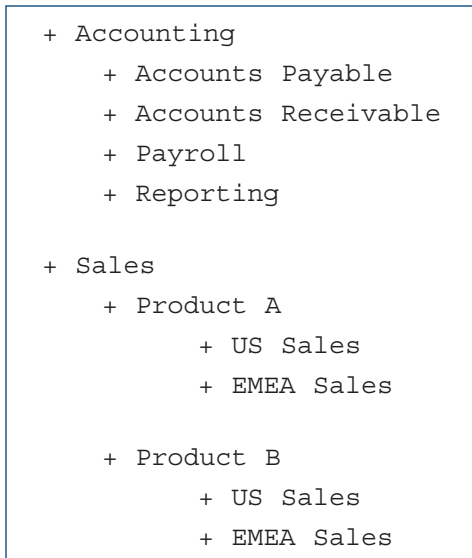 + Accounting
+ Accounts Payable
+ Accounts Receivable
+ Payroll
+ Reporting
+ Sales
+ Product A
+ US Sales
+ EMEA Sales
+ Product B
+ US Sales
+ EMEA Sales